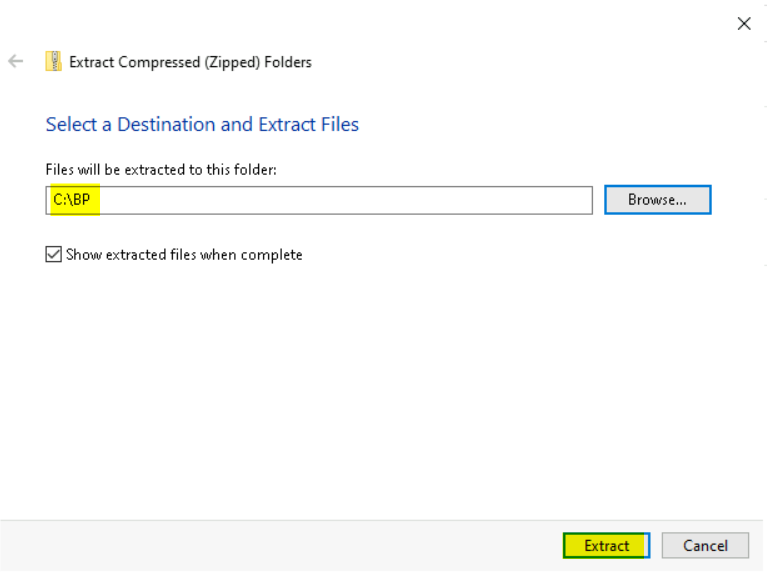 Extract Compressed (Zipped) Folders
Select a Destination and Extract Files
Files will be extracted to this folder:
C:\BP
Browse...
Show extracted files when complete
Extract
Cancel